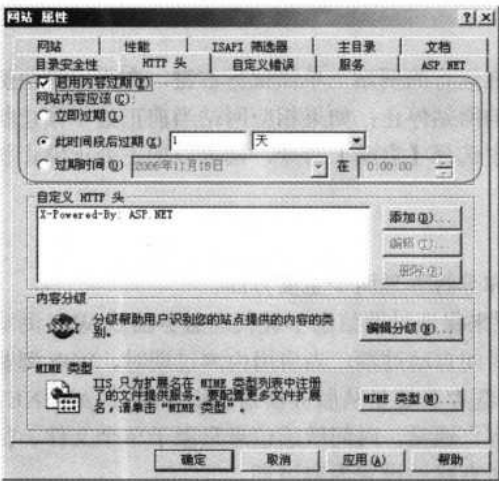 网站 属性
网站
性能
ISAPI 筛选器
主目录
文档
目录安全性
HTTP 头
自定义错误
服务
ASP.NET
启用内容过期(E)
网站内容应该(C):
立即过期(I)
此时间段后过期(X) 1 天
过期时间(U) 2006年11月18日 在 0:00:00
自定义 HTTP 头
X-Powered-By: ASP.NET
添加(D)...
编辑(T)...
删除(R)
内容分级
分级帮助用户识别您的站点提供的内容的类
别。
编辑分级(N)...
MIME 类型
IIS 只为扩展名在 MIME 类型列表中注册
了的文件提供服务。要配置更多文件扩展
名，请单击“MIME 类型”。
MIME 类型(M)...
确定
取消
应用(A)
帮助